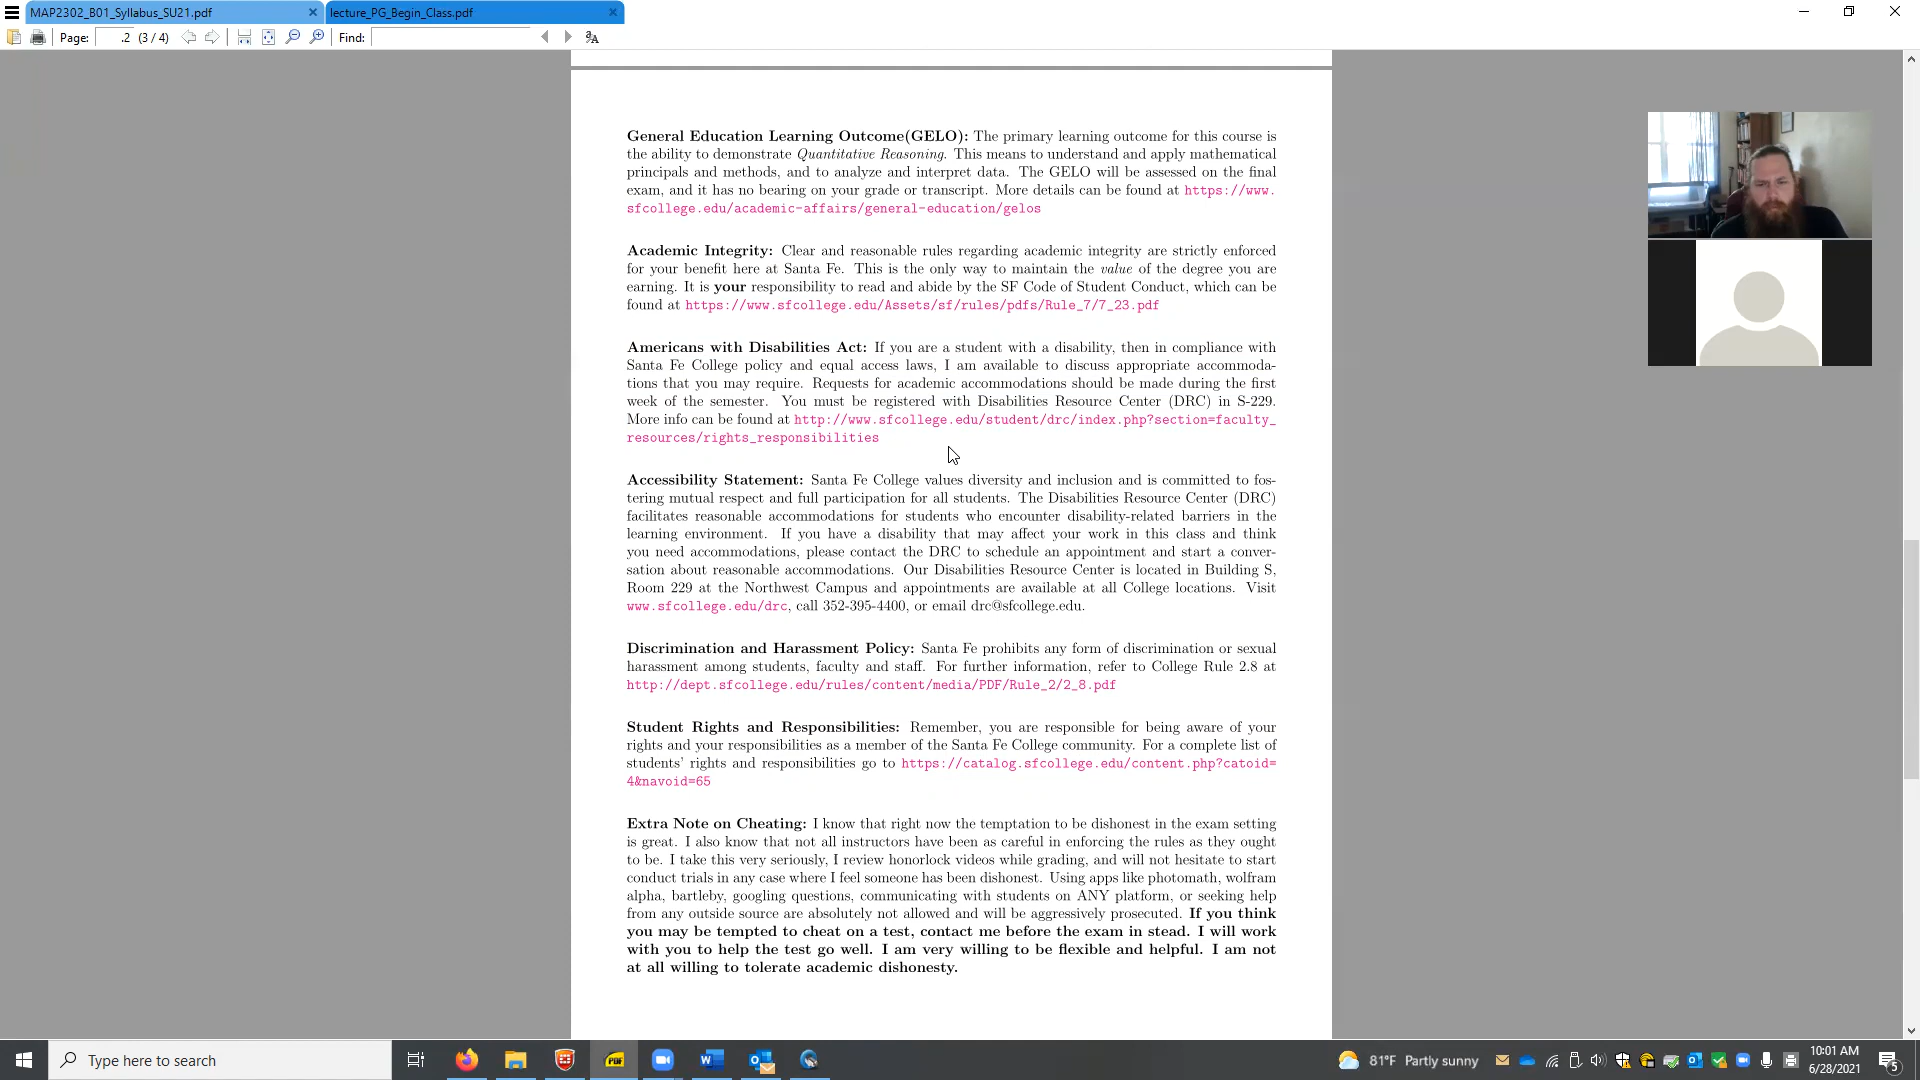 MAP2302_B01_Syllabus_SU21.pdf
lecture_PG_Begin_Class.pdf
Page: .2 (3 / 4) Find:
General Education Learning Outcome(GELO): The primary learning outcome for this course is
the ability to demonstrate Quantitative Reasoning. This means to understand and apply mathematical
principals and methods, and to analyze and interpret data. The GELO will be assessed on the final
exam, and it has no bearing on your grade or transcript. More details can be found at https://www.
sfcollege.edu/academic-affairs/general-education/gelos
Academic Integrity: Clear and reasonable rules regarding academic integrity are strictly enforced
for your benefit here at Santa Fe. This is the only way to maintain the value of the degree you are
earning. It is your responsibility to read and abide by the SF Code of Student Conduct, which can be
found at https://www.sfcollege.edu/Assets/sf/rules/pdfs/Rule_7/7_23.pdf
Americans with Disabilities Act: If you are a student with a disability, then in compliance with
Santa Fe College policy and equal access laws, I am available to discuss appropriate accommoda-
tions that you may require. Requests for academic accommodations should be made during the first
week of the semester. You must be registered with Disabilities Resource Center (DRC) in S-229.
More info can be found at http://www.sfcollege.edu/student/drc/index.php?section=faculty_
resources/rights_responsibilities
Accessibility Statement: Santa Fe College values diversity and inclusion and is committed to fos-
tering mutual respect and full participation for all students. The Disabilities Resource Center (DRC)
facilitates reasonable accommodations for students who encounter disability-related barriers in the
learning environment. If you have a disability that may affect your work in this class and think
you need accommodations, please contact the DRC to schedule an appointment and start a conver-
sation about reasonable accommodations. Our Disabilities Resource Center is located in Building S,
Room 229 at the Northwest Campus and appointments are available at all College locations. Visit
www.sfcollege.edu/drc, call 352-395-4400, or email drc@sfcollege.edu.
Discrimination and Harassment Policy: Santa Fe prohibits any form of discrimination or sexual
harassment among students, faculty and staff. For further information, refer to College Rule 2.8 at
http://dept.sfcollege.edu/rules/content/media/PDF/Rule_2/2_8.pdf
Student Rights and Responsibilities: Remember, you are responsible for being aware of your
rights and your responsibilities as a member of the Santa Fe College community. For a complete list of
students' rights and responsibilities go to https://catalog.sfcollege.edu/content.php?catoid=
4&navoid=65
Extra Note on Cheating: I know that right now the temptation to be dishonest in the exam setting
is great. I also know that not all instructors have been as careful in enforcing the rules as they ought
to be. I take this very seriously, I review honorlock videos while grading, and will not hesitate to start
conduct trials in any case where I feel someone has been dishonest. Using apps like photomath, wolfram
alpha, bartleby, googling questions, communicating with students on ANY platform, or seeking help
from any outside source are absolutely not allowed and will be aggressively prosecuted. If you think
you may be tempted to cheat on a test, contact me before the exam in stead. I will work
with you to help the test go well. I am very willing to be flexible and helpful. I am not
at all willing to tolerate academic dishonesty.
Type here to search
PDF
81°F Partly sunny
10:01 AM
6/28/2021
5